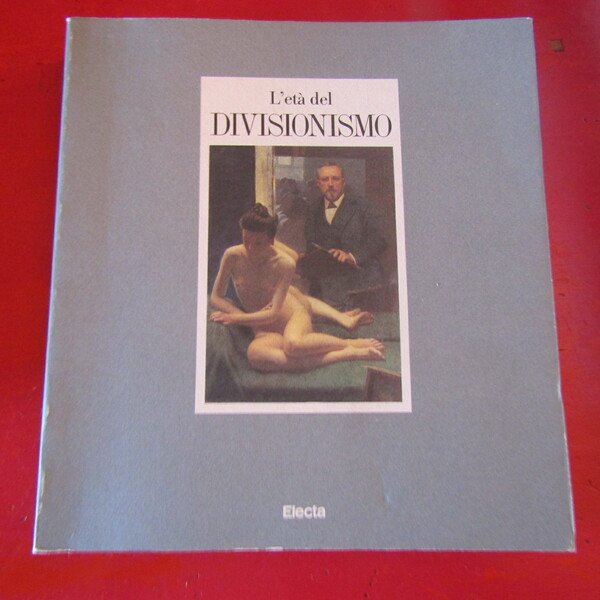 L'età del
DIVISIONISMO
Electa